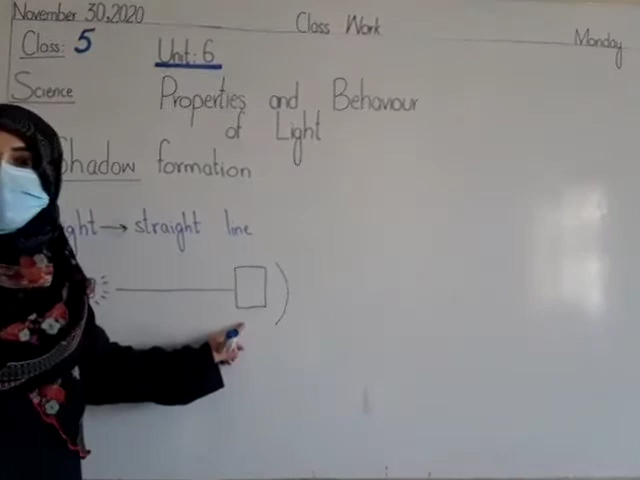 November 30,2020 Class Work Monday
Class: 5 Unit: 6
Science Properties and Behaviour
of Light
Shadow formation
ght → straight line